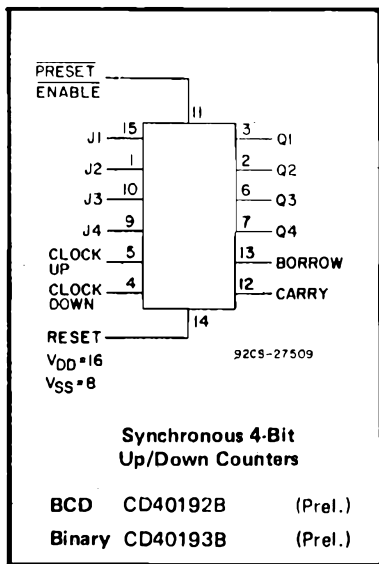 PRESET
ENABLE
11
J1 15 3 Q1
J2 1 2 Q2
J3 10 6 Q3
J4 9 7 Q4
CLOCK UP 5 13 BORROW
CLOCK DOWN 4 12 CARRY
RESET 14
VDD=16
VSS=8
92CS-27509
Synchronous 4-Bit
Up/Down Counters
BCD CD40192B (Prel.)
Binary CD40193B (Prel.)